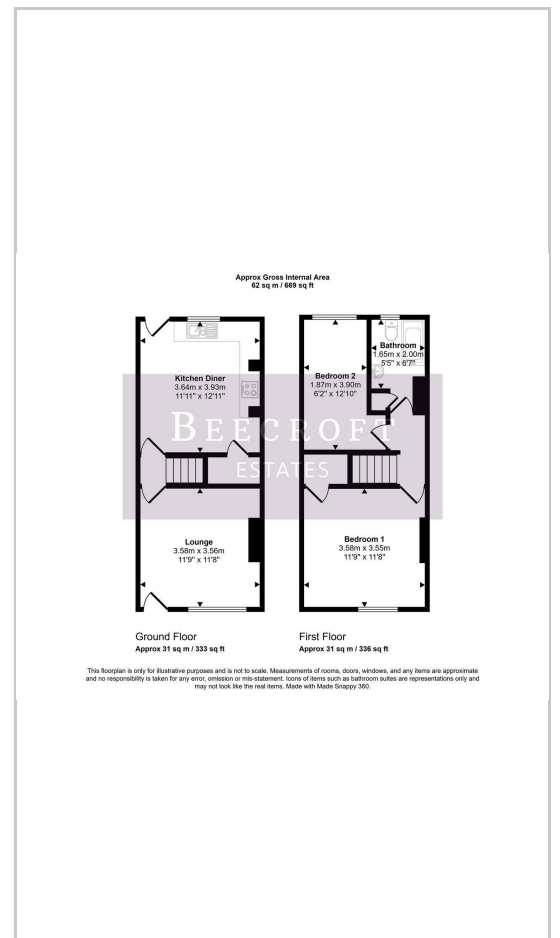 Approx Gross Internal Area
62 sq m / 669 sq ft
Kitchen Diner
3.64m x 3.93m
11'11" x 12'11"
Lounge
3.58m x 3.56m
11'9" x 11'8"
Bedroom 2
1.87m x 3.90m
6'2" x 12'10"
Bathroom
1.65m x 2.00m
5'5" x 6'7"
Bedroom 1
3.58m x 3.55m
11'9" x 11'8"
BEECROFT
ESTATES
Ground Floor
Approx 31 sq m / 333 sq ft
First Floor
Approx 31 sq m / 336 sq ft
This floorplan is only for illustrative purposes and is not to scale. Measurements of rooms, doors, windows, and any items are approximate
and no responsibility is taken for any error, omission or mis-statement. Icons of items such as bathroom suites are representations only and
may not look like the real items. Made with Made Snappy 360.